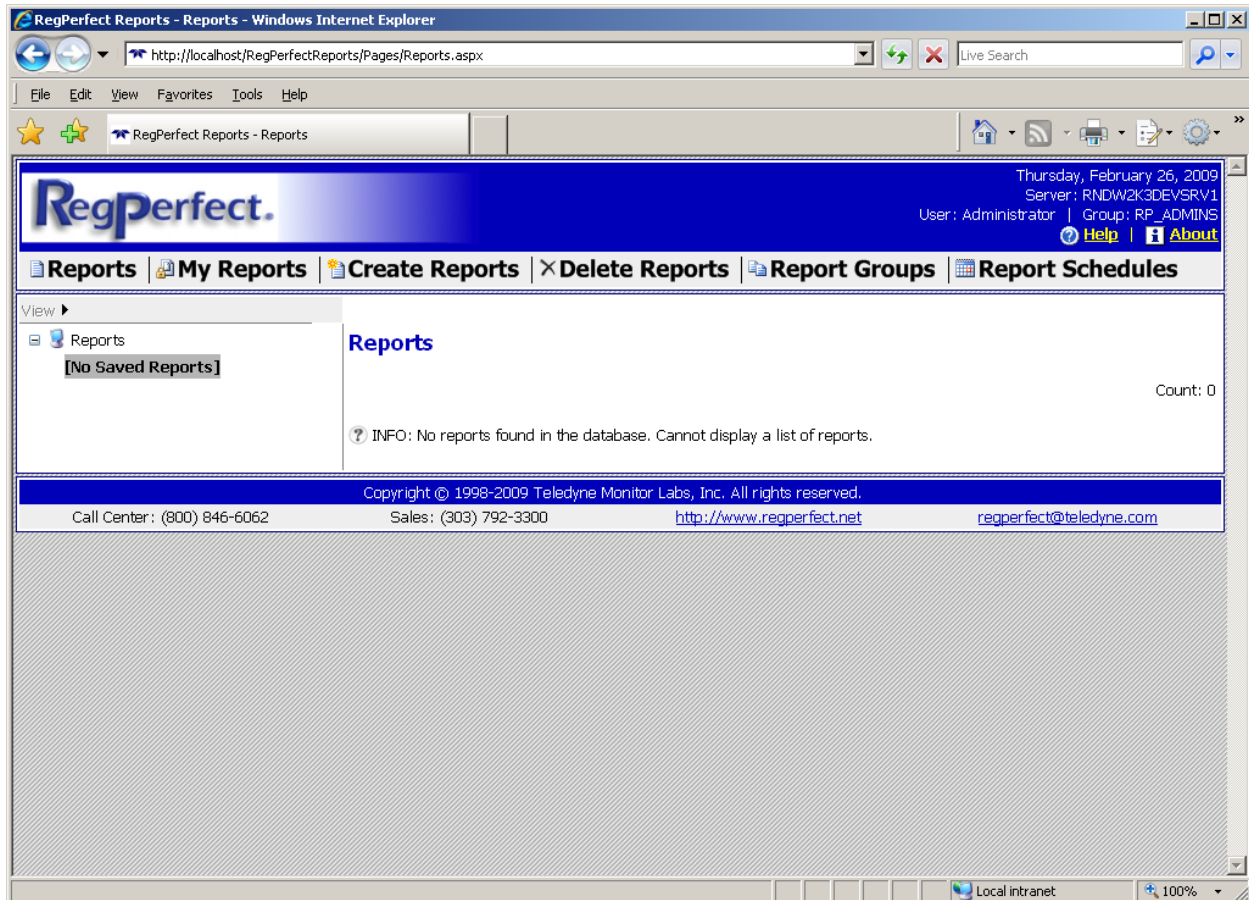 RegPerfect Reports - Reports - Windows Internet Explorer
http://localhost/RegPerfectReports/Pages/Reports.aspx
Live Search
File Edit View Favorites Tools Help
RegPerfect Reports - Reports
»
RegPerfect.
Thursday, February 26, 2009
Server: RNDW2K3DEVSRV1
User: Administrator | Group: RP_ADMINS
Help | About
Reports | My Reports | Create Reports | Delete Reports | Report Groups | Report Schedules
View
Reports
[No Saved Reports]
Reports
Count: 0
INFO: No reports found in the database. Cannot display a list of reports.
Copyright © 1998-2009 Teledyne Monitor Labs, Inc. All rights reserved.
Call Center: (800) 846-6062 Sales: (303) 792-3300 http://www.regperfect.net regperfect@teledyne.com
Local intranet 100%